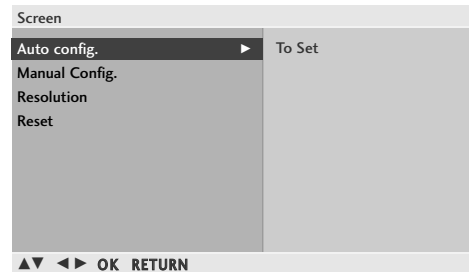 Screen
Auto config. ► To Set
Manual Config.
Resolution
Reset
▲▼ ◄► OK RETURN